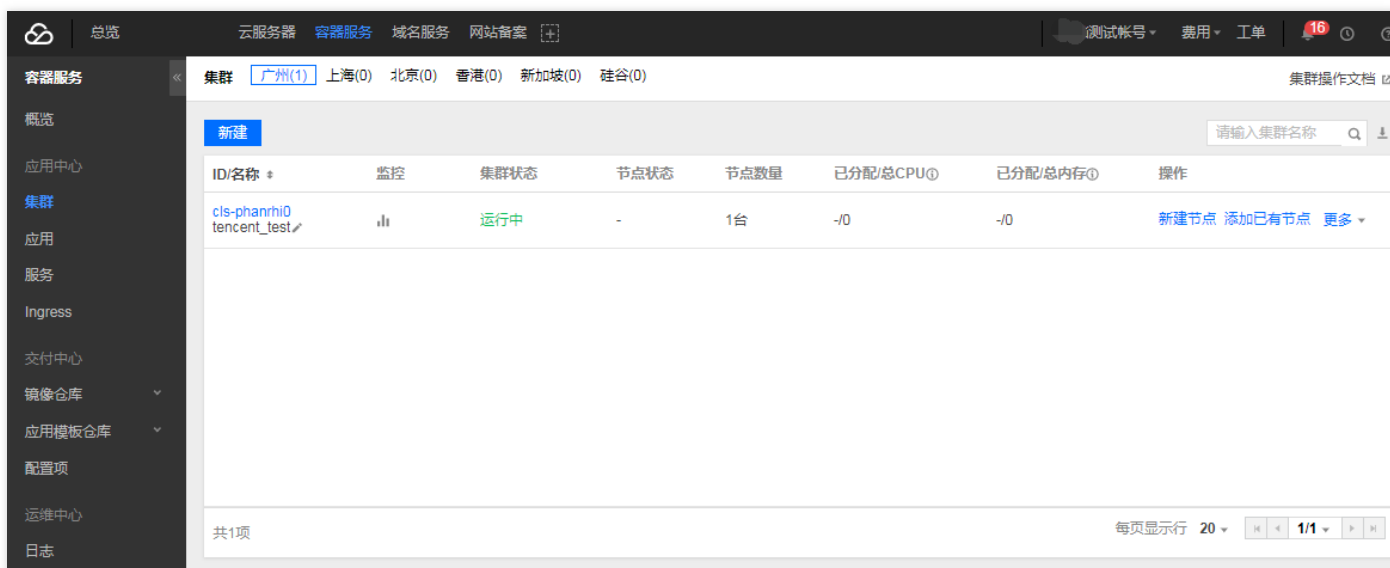 总览 云服务器 容器服务 域名服务 网站备案 测试帐号 费用 工单 16
容器服务 « 集群 广州(1) 上海(0) 北京(0) 香港(0) 新加坡(0) 硅谷(0) 集群操作文档
概览
新建 请输入集群名称
应用中心
ID/名称 监控 集群状态 节点状态 节点数量 已分配/总CPU 已分配/总内存 操作
集群
cls-phanrhi0
tencent_test 运行中 - 1台 -/0 -/0 新建节点 添加已有节点 更多
应用
服务
Ingress
交付中心
镜像仓库
应用模板仓库
配置项
运维中心
共1项 每页显示行 20 1/1
日志